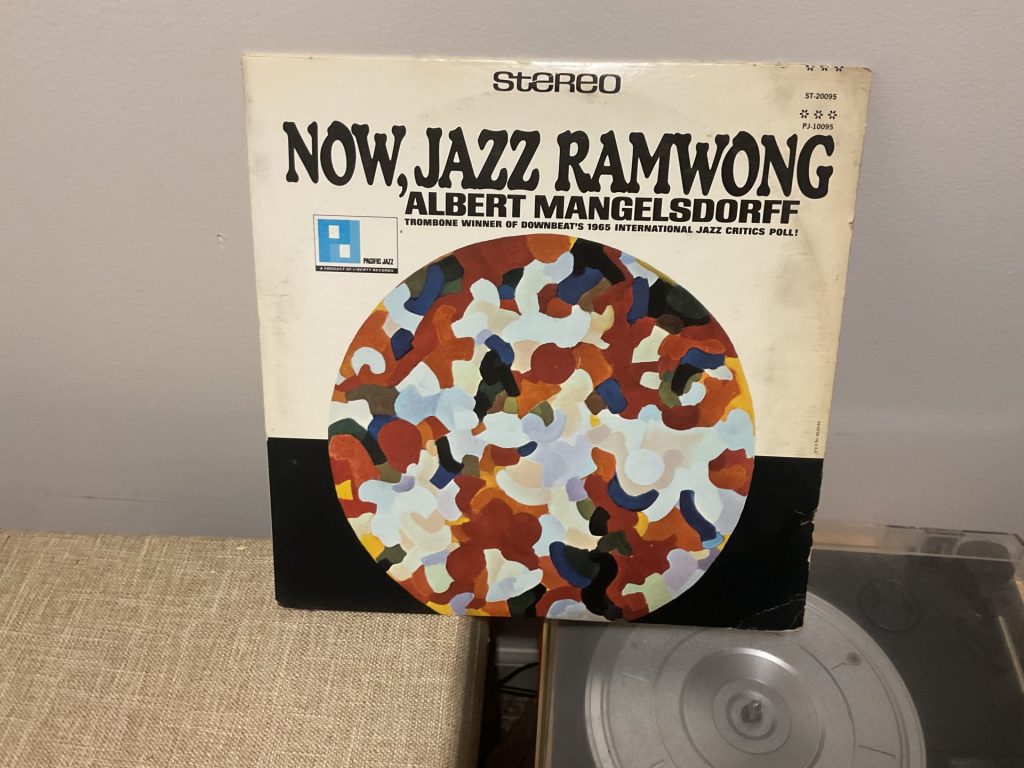 Stereo
ST-20095
PJ-10095
NOW, JAZZ RAMWONG
ALBERT MANGELSDORFF
TROMBONE WINNER OF DOWNBEAT'S 1965 INTERNATIONAL JAZZ CRITICS POLL!
PACIFIC JAZZ
A PRODUCT OF LIBERTY RECORDS